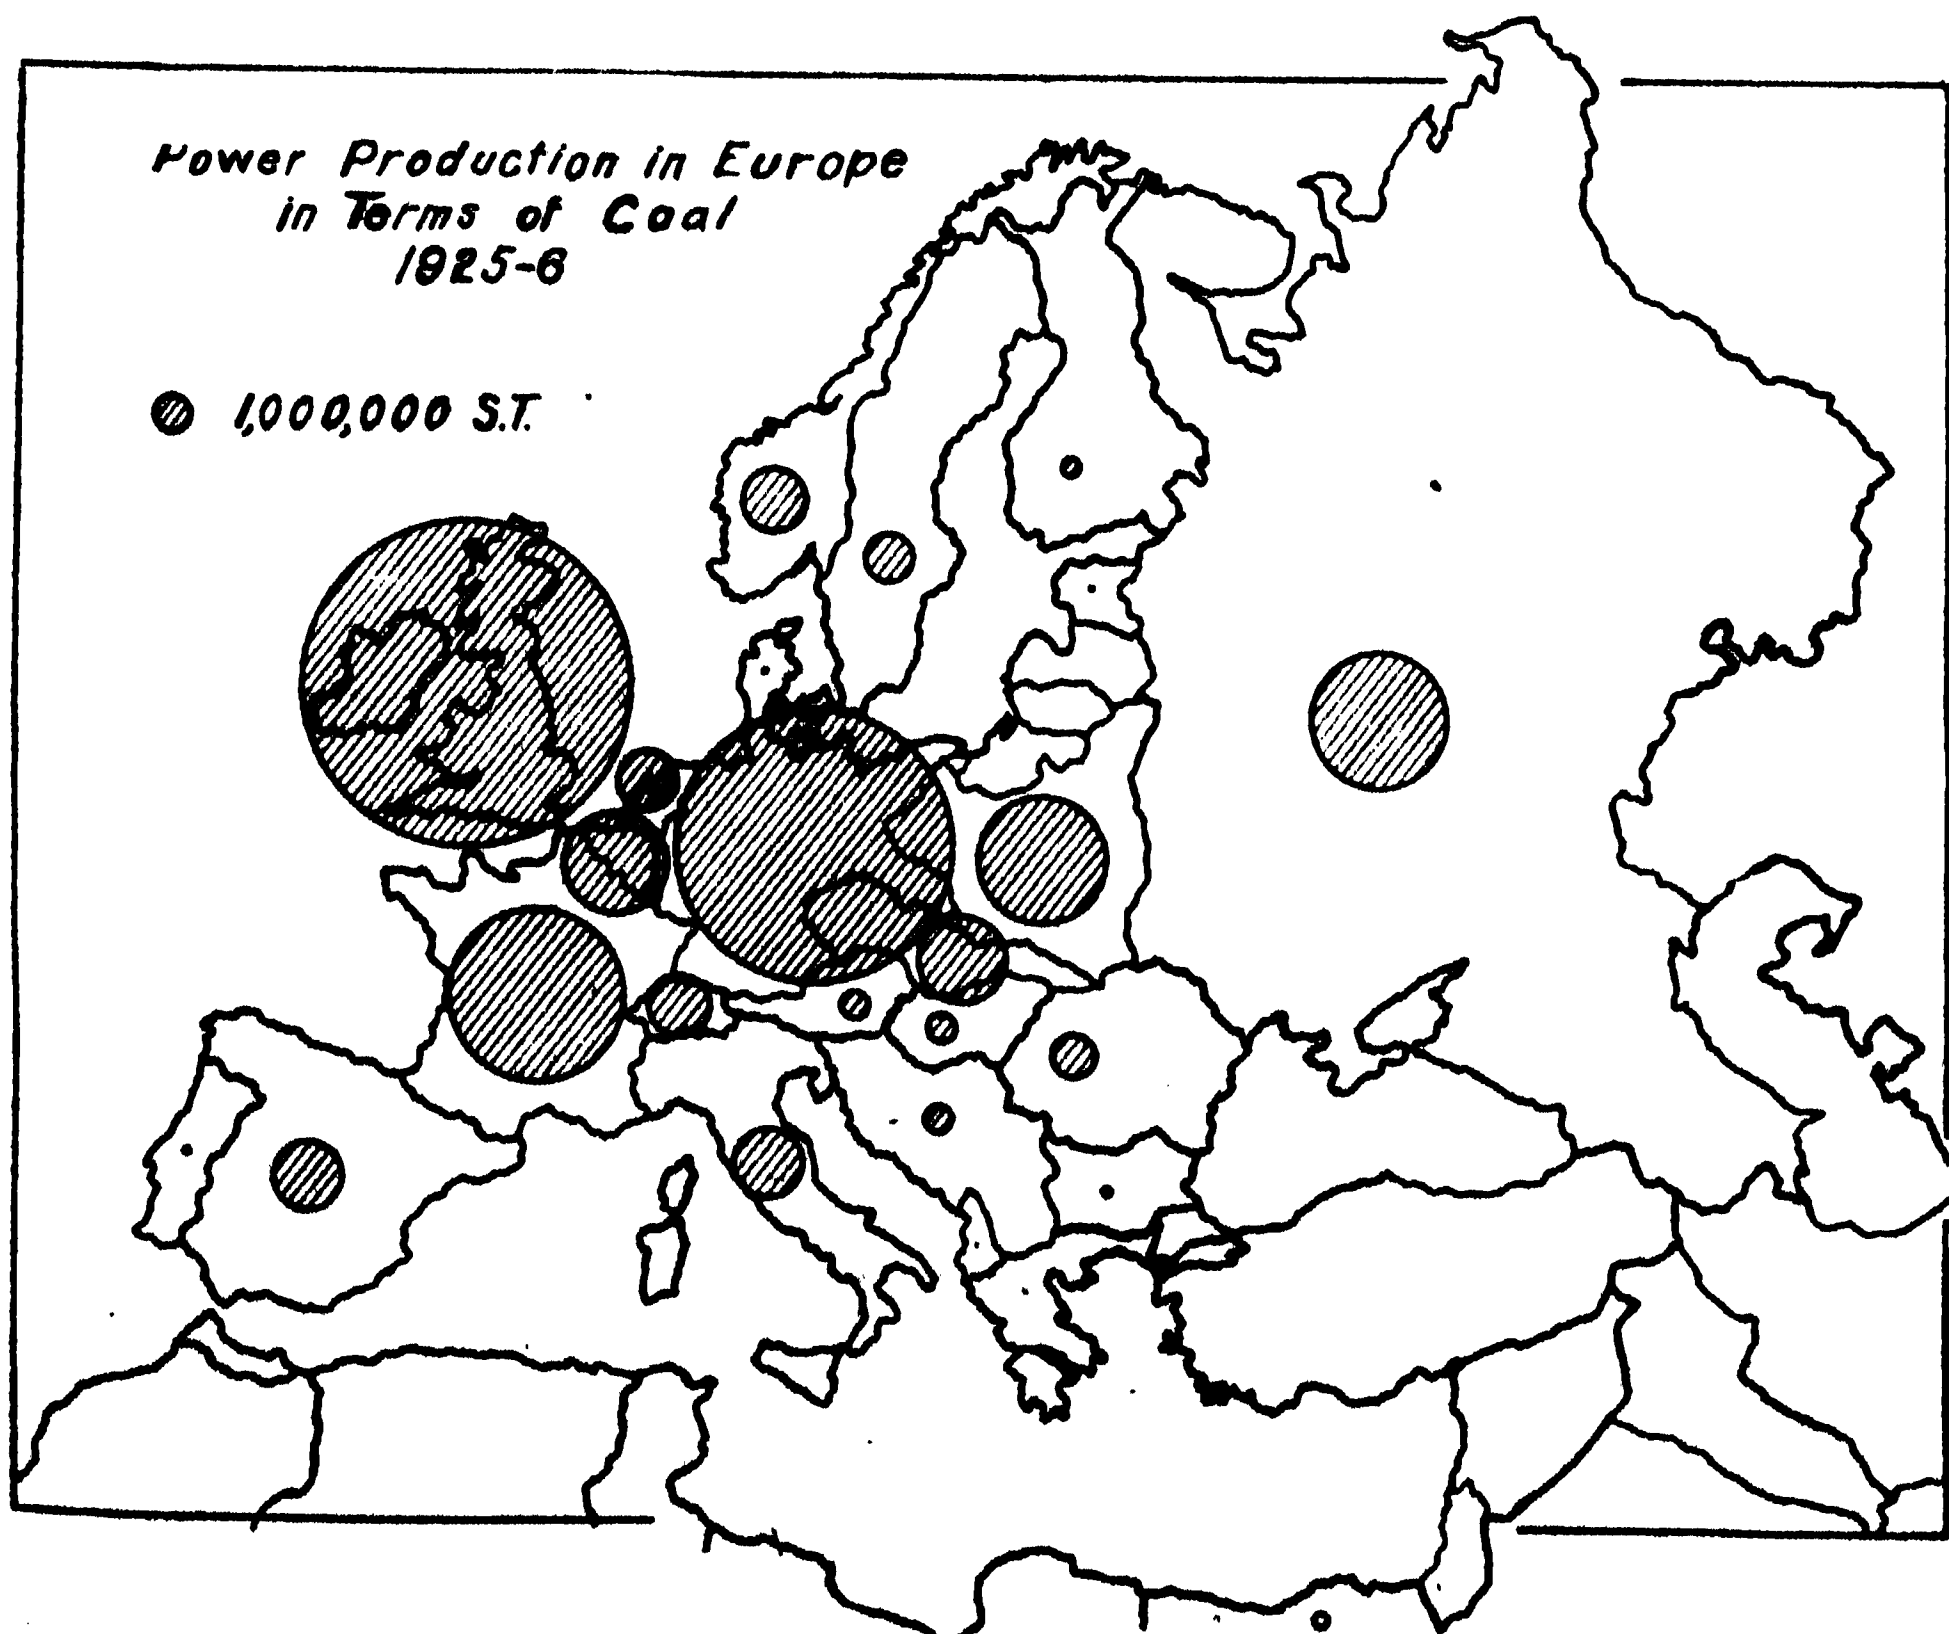 Power Production in Europe
in Terms of Coal
1925-6
1,000,000 S.T.